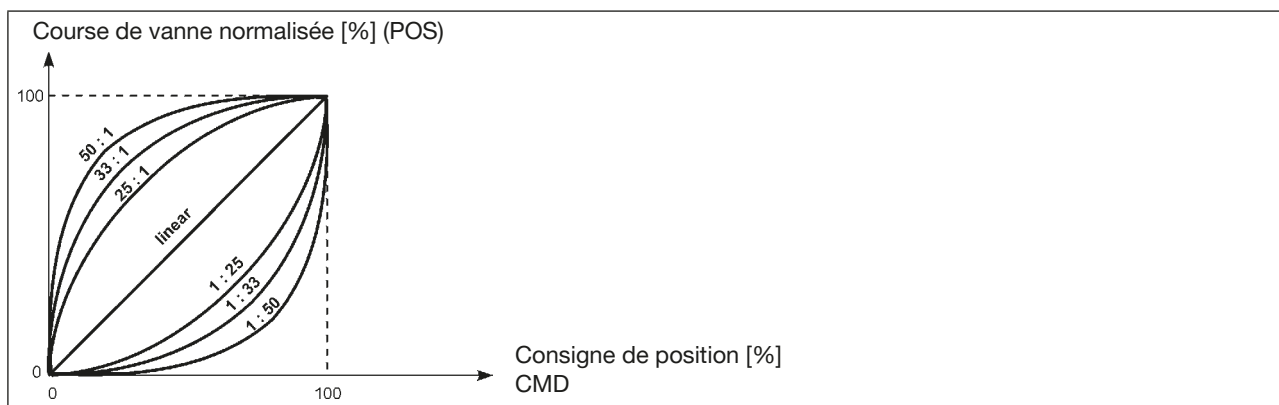 Course de vanne normalisée [%] (POS)
100
50 : 1
33 : 1
25 : 1
linear
1 : 25
1 : 33
1 : 50
0
0
100
Consigne de position [%]
CMD